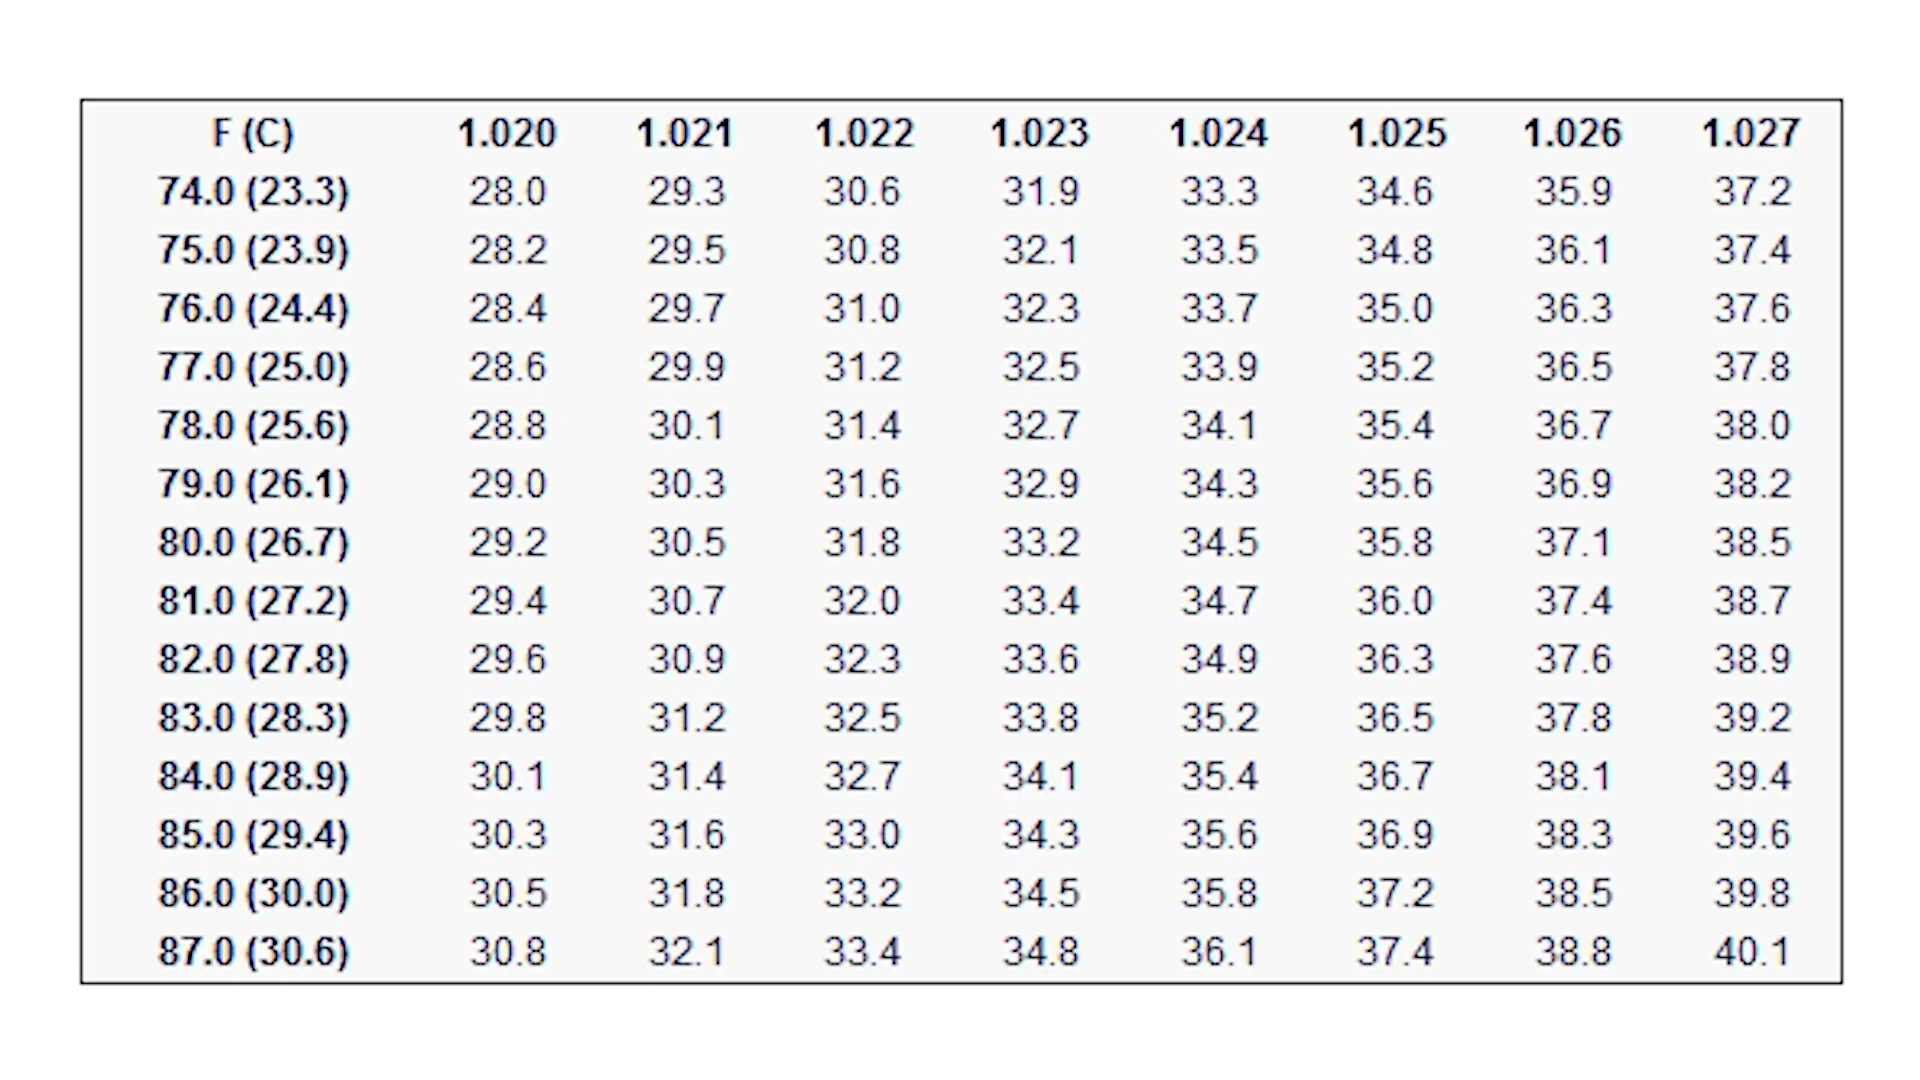 F (C) 1.020 1.021 1.022 1.023 1.024 1.025 1.026 1.027
74.0 (23.3) 28.0 29.3 30.6 31.9 33.3 34.6 35.9 37.2
75.0 (23.9) 28.2 29.5 30.8 32.1 33.5 34.8 36.1 37.4
76.0 (24.4) 28.4 29.7 31.0 32.3 33.7 35.0 36.3 37.6
77.0 (25.0) 28.6 29.9 31.2 32.5 33.9 35.2 36.5 37.8
78.0 (25.6) 28.8 30.1 31.4 32.7 34.1 35.4 36.7 38.0
79.0 (26.1) 29.0 30.3 31.6 32.9 34.3 35.6 36.9 38.2
80.0 (26.7) 29.2 30.5 31.8 33.2 34.5 35.8 37.1 38.5
81.0 (27.2) 29.4 30.7 32.0 33.4 34.7 36.0 37.4 38.7
82.0 (27.8) 29.6 30.9 32.3 33.6 34.9 36.3 37.6 38.9
83.0 (28.3) 29.8 31.2 32.5 33.8 35.2 36.5 37.8 39.2
84.0 (28.9) 30.1 31.4 32.7 34.1 35.4 36.7 38.1 39.4
85.0 (29.4) 30.3 31.6 33.0 34.3 35.6 36.9 38.3 39.6
86.0 (30.0) 30.5 31.8 33.2 34.5 35.8 37.2 38.5 39.8
87.0 (30.6) 30.8 32.1 33.4 34.8 36.1 37.4 38.8 40.1